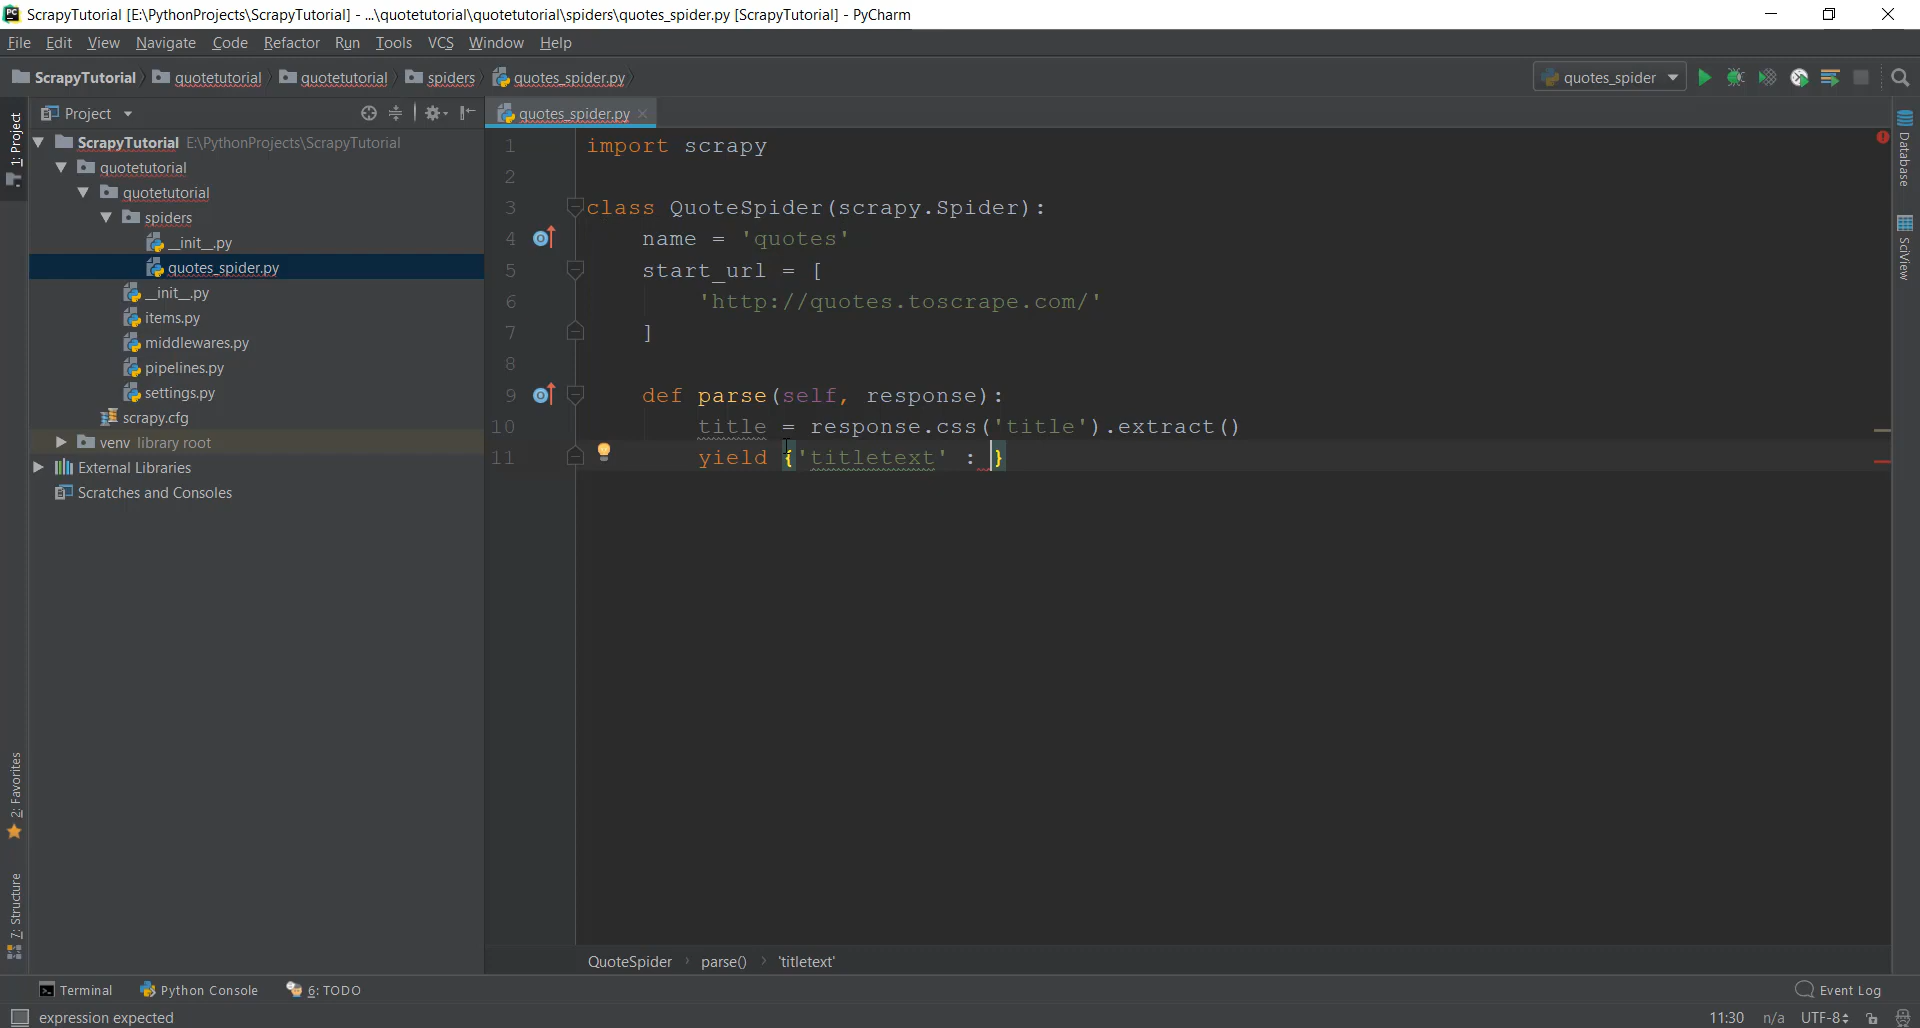 PC ScrapyTutorial [E:\PythonProjects\ScrapyTutorial] - ...\quotetutorial\quotetutorial\spiders\quotes_spider.py [ScrapyTutorial] - PyCharm
File Edit View Navigate Code Refactor Run Tools VCS Window Help
ScrapyTutorial quotetutorial quotetutorial spiders quotes_spider.py quotes_spider
1: Project
Project
quotes_spider.py
ScrapyTutorial E:\PythonProjects\ScrapyTutorial
quotetutorial
quotetutorial
spiders
__init__.py
quotes_spider.py
__init__.py
items.py
middlewares.py
pipelines.py
settings.py
scrapy.cfg
venv library root
External Libraries
Scratches and Consoles
1 import scrapy
2
3 class QuoteSpider(scrapy.Spider):
4 name = 'quotes'
5 start_url = [
6 'http://quotes.toscrape.com/'
7 ]
8
9 def parse(self, response):
10 title = response.css('title').extract()
11 yield {'titletext' : }
Database
SciView
2: Favorites
7: Structure
QuoteSpider parse() 'titletext'
Terminal Python Console 6: TODO Event Log
expression expected 11:30 n/a UTF-8